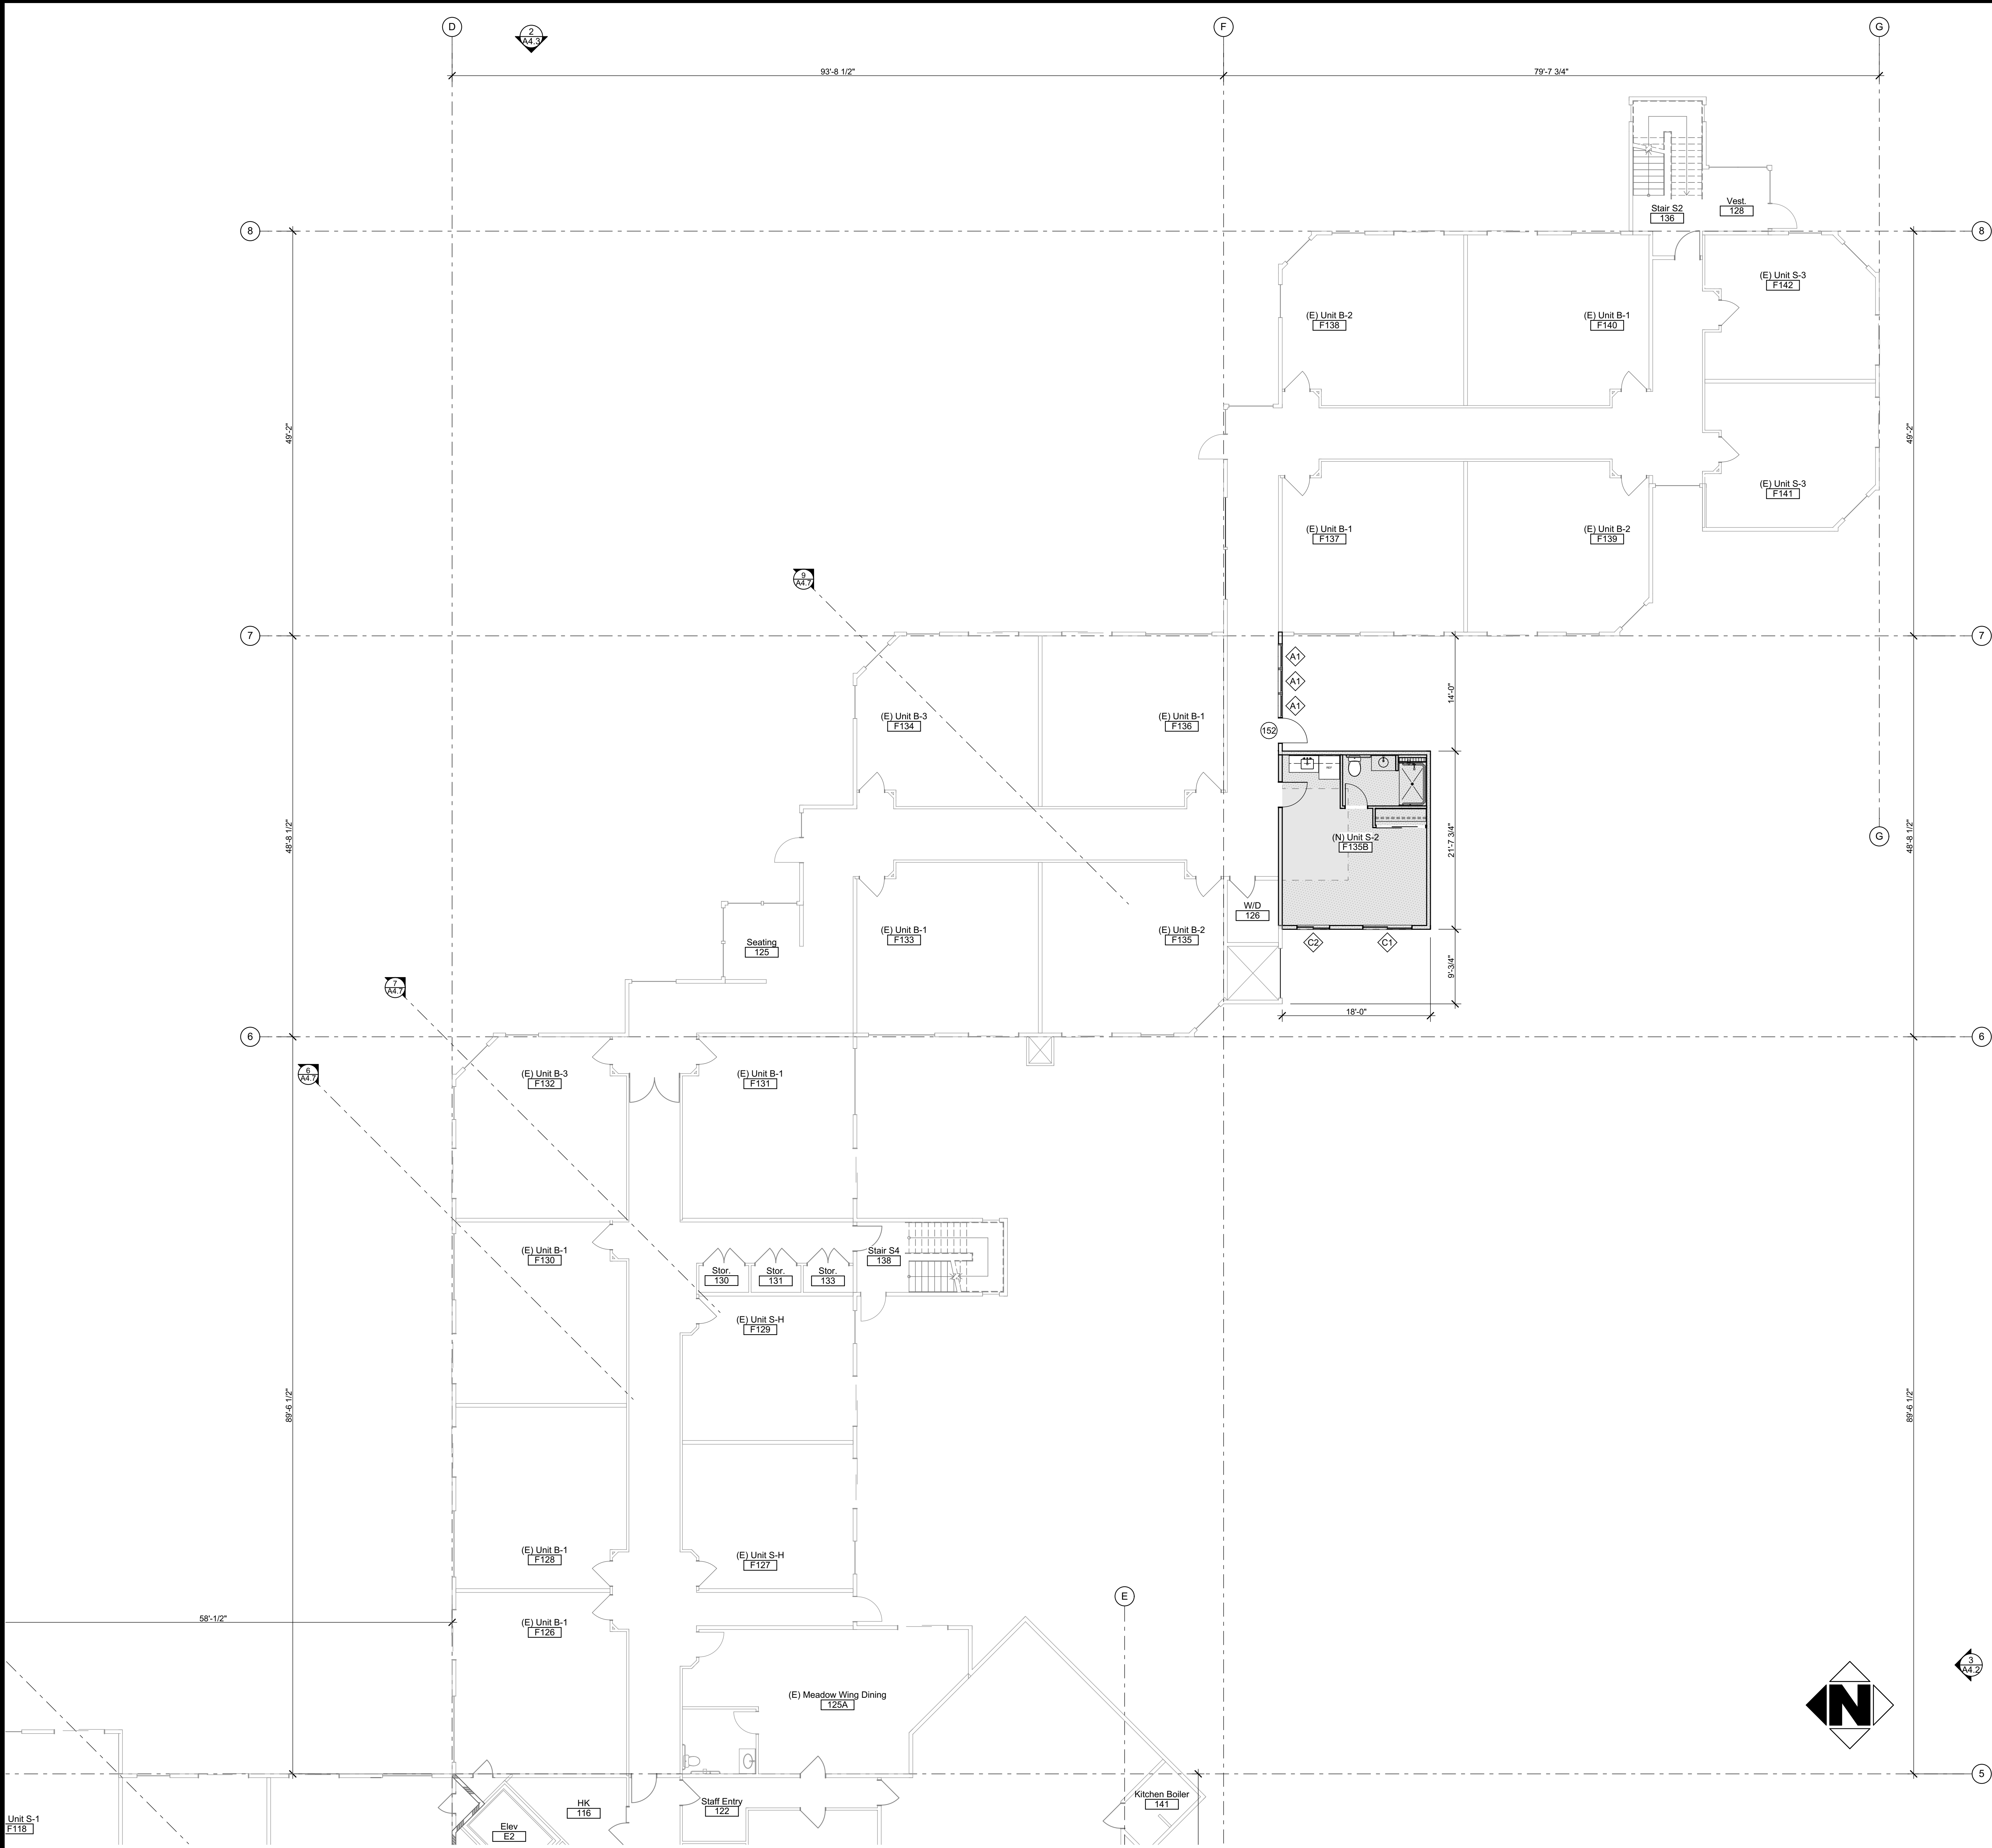 D
F
G
2
A4.3
93'-8 1/2"
79'-7 3/4"
Stair S2
136
Vest.
128
8
8
(E) Unit S-3
F142
(E) Unit B-2
F138
(E) Unit B-1
F140
49'-2"
49'-2"
(E) Unit S-3
F141
(E) Unit B-1
F137
(E) Unit B-2
F139
9
A4.7
7
7
A1
A1
A1
14'-0"
(E) Unit B-3
F134
(E) Unit B-1
F136
152
48'-8 1/2"
(N) Unit S-2
F135B
21'-7 3/4"
G
48'-8 1/2"
W/D
126
(E) Unit B-1
F133
(E) Unit B-2
F135
Seating
125
C2
C1
9'-3/4"
7
A4.7
18'-0"
6
6
6
A4.7
(E) Unit B-3
F132
(E) Unit B-1
F131
(E) Unit B-1
F130
Stair S4
138
Stor.
130
Stor.
131
Stor.
133
(E) Unit S-H
F129
89'-6 1/2"
89'-6 1/2"
(E) Unit B-1
F128
(E) Unit S-H
F127
E
58'-1/2"
(E) Unit B-1
F126
3
A4.2
(E) Meadow Wing Dining
125A
N
5
Kitchen Boiler
141
HK
116
Staff Entry
122
Unit S-1
F118
Elev
E2